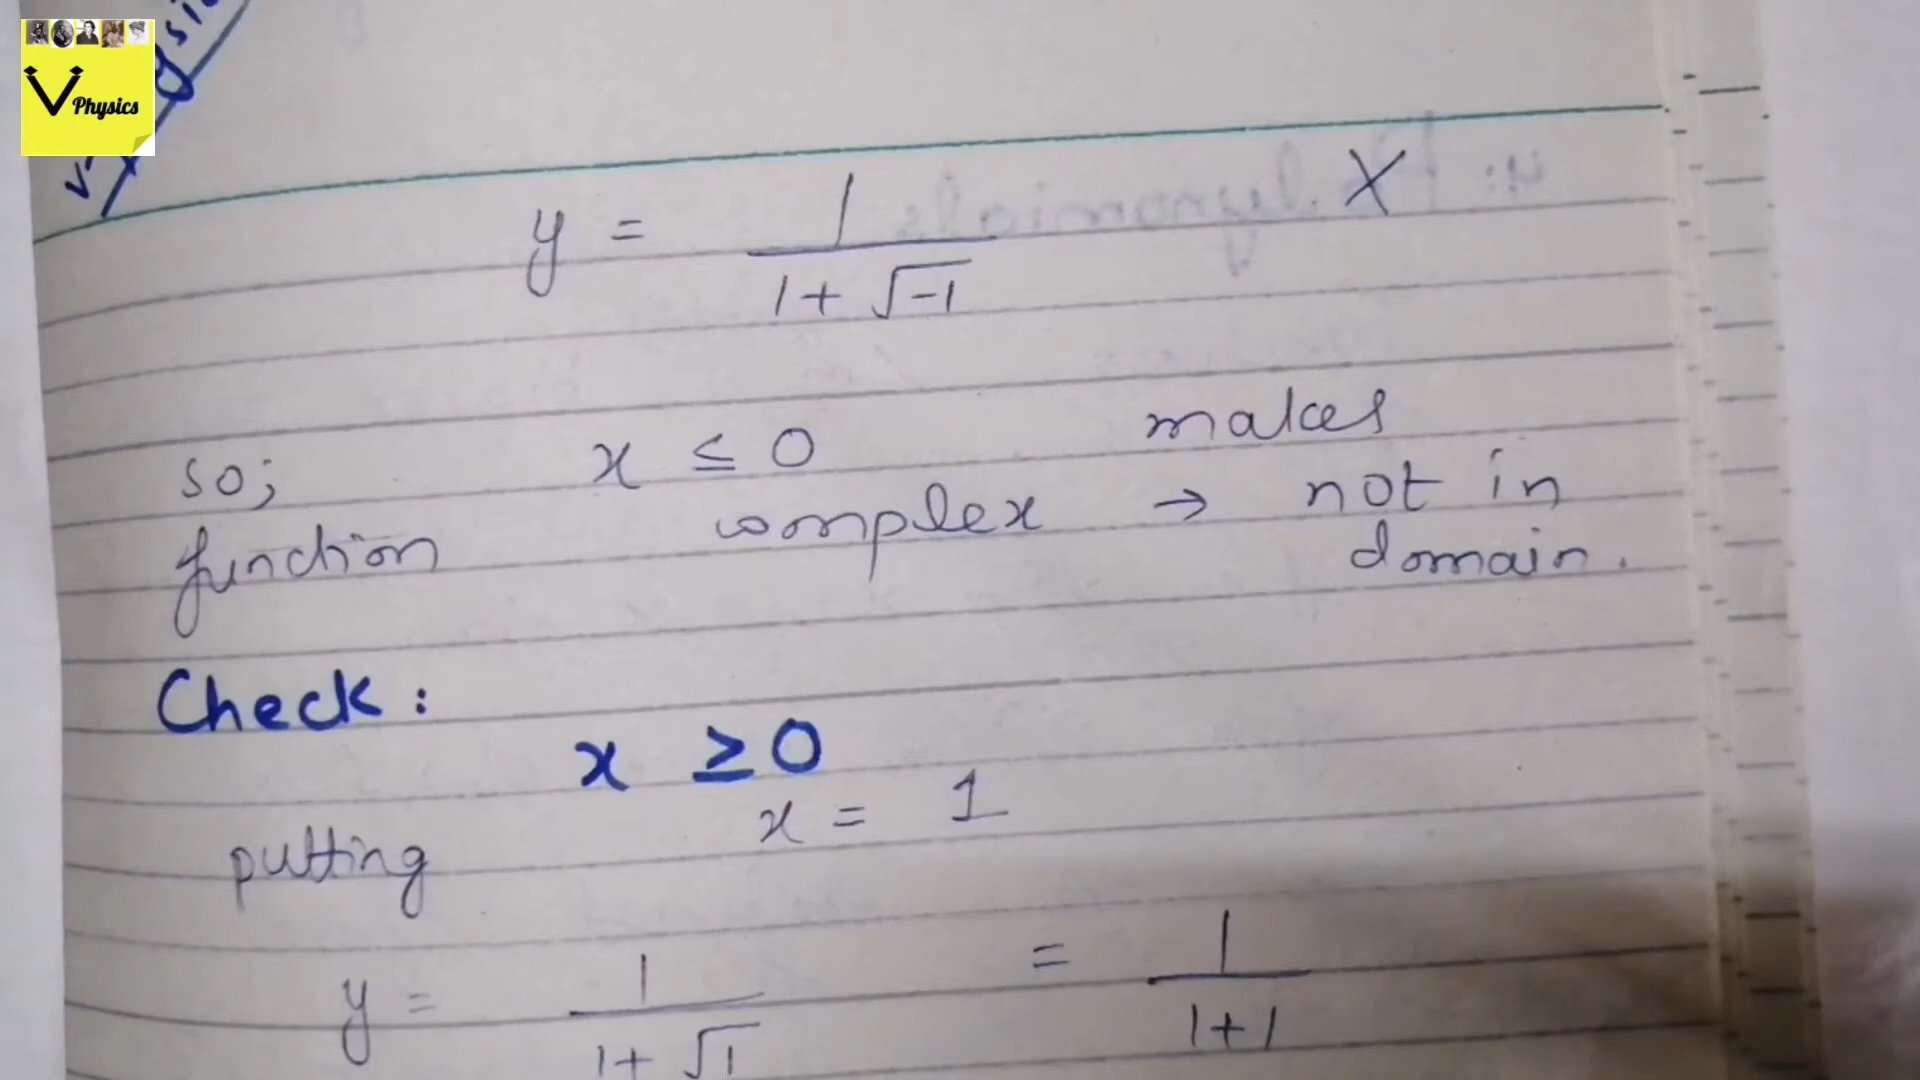 V Physics
y = 1 / (1 + √-1) X
so; x ≤ 0 makes
function complex → not in
domain.
Check:
x ≥ 0
putting x = 1
y = 1 / (1 + √1) = 1 / (1+1)